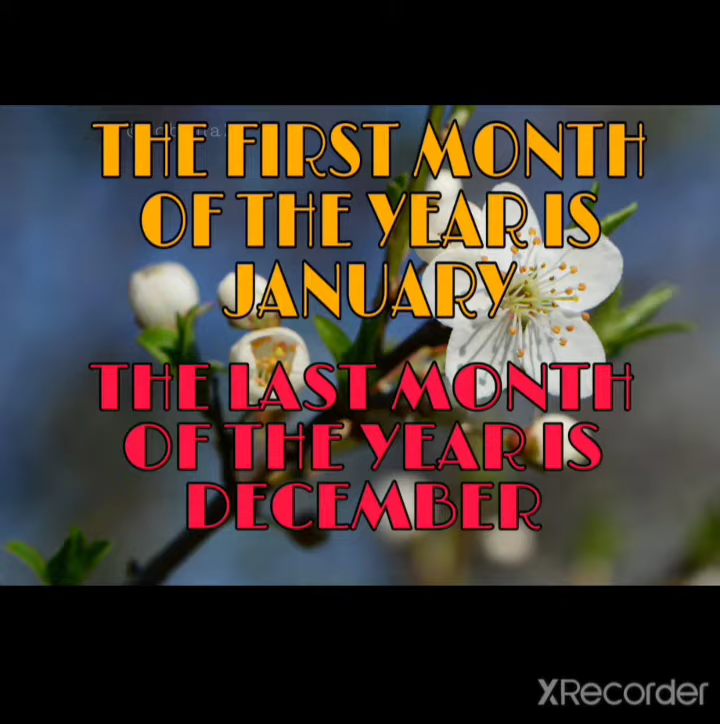 THE FIRST MONTH
OF THE YEAR IS
JANUARY
THE LAST MONTH
OF THE YEAR IS
DECEMBER
XRecorder